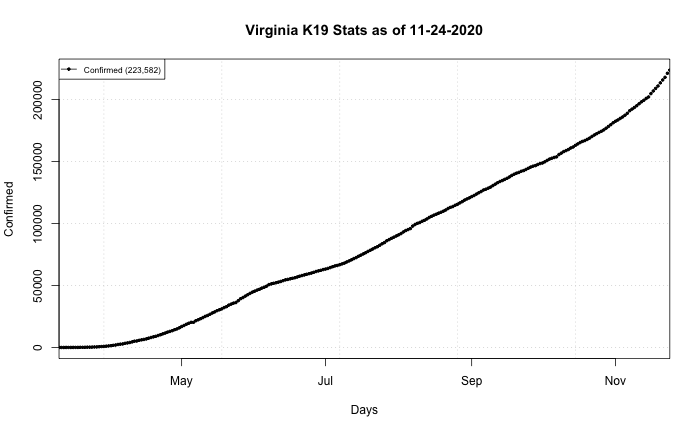 Virginia K19 Stats as of 11-24-2020
Confirmed (223,582)
200000
150000
100000
50000
0
Confirmed
May Jul Sep Nov
Days